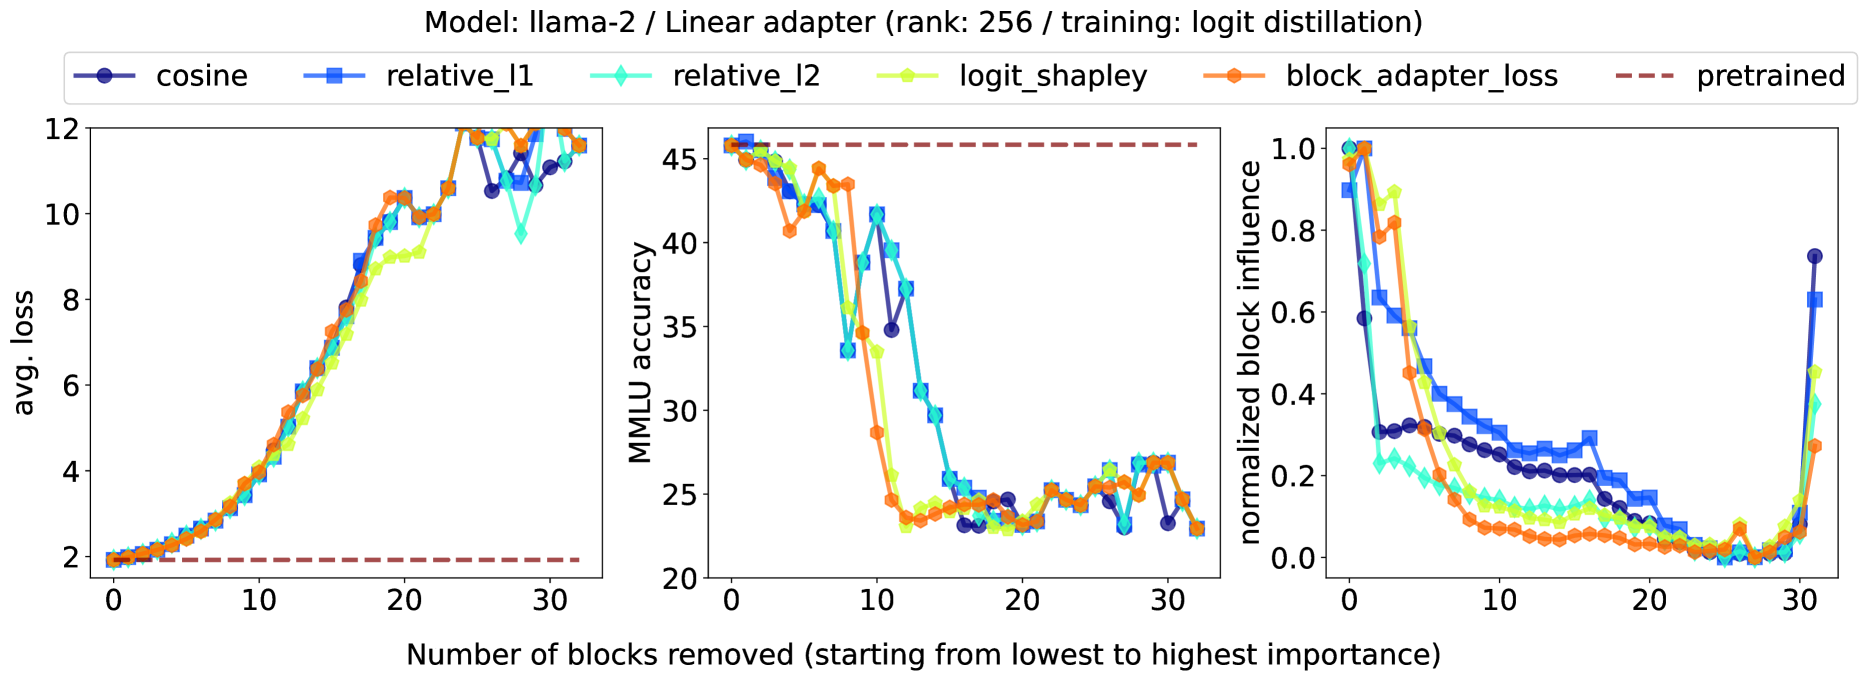 Model: llama-2 / Linear adapter (rank: 256 / training: logit distillation)
cosine relative_l1 relative_l2 logit_shapley block_adapter_loss pretrained
avg. loss
12
10
8
6
4
2
0 10 20 30
MMLU accuracy
45
40
35
30
25
20
0 10 20 30
normalized block influence
1.0
0.8
0.6
0.4
0.2
0.0
0 10 20 30
Number of blocks removed (starting from lowest to highest importance)